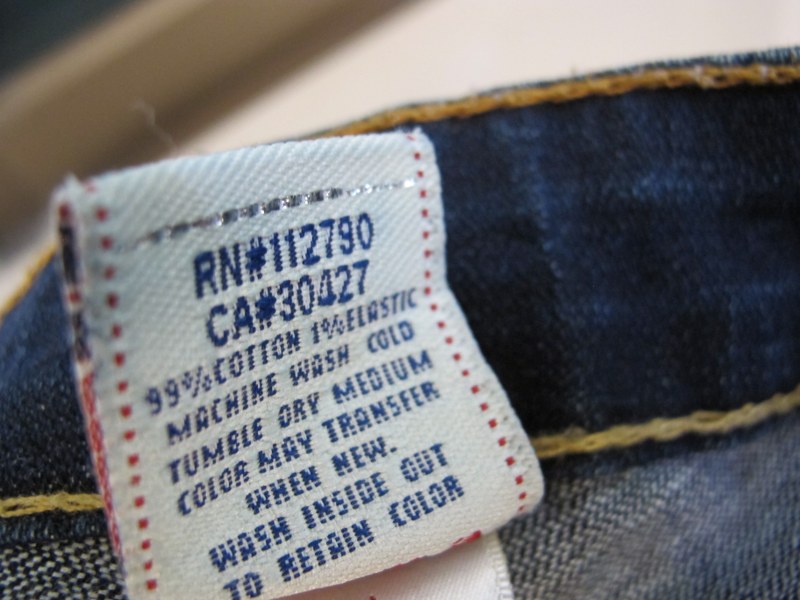 RN#112790
CA#30427
99%COTTON 1%ELASTIC
MACHINE WASH COLD
TUMBLE DRY MEDIUM
COLOR MAY TRANSFER
WHEN NEW.
WASH INSIDE OUT
TO RETAIN COLOR